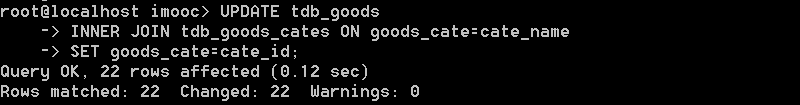 root@localhost imooc> UPDATE tdb_goods
-> INNER JOIN tdb_goods_cates ON goods_cate=cate_name
-> SET goods_cate=cate_id;
Query OK, 22 rows affected (0.12 sec)
Rows matched: 22  Changed: 22  Warnings: 0